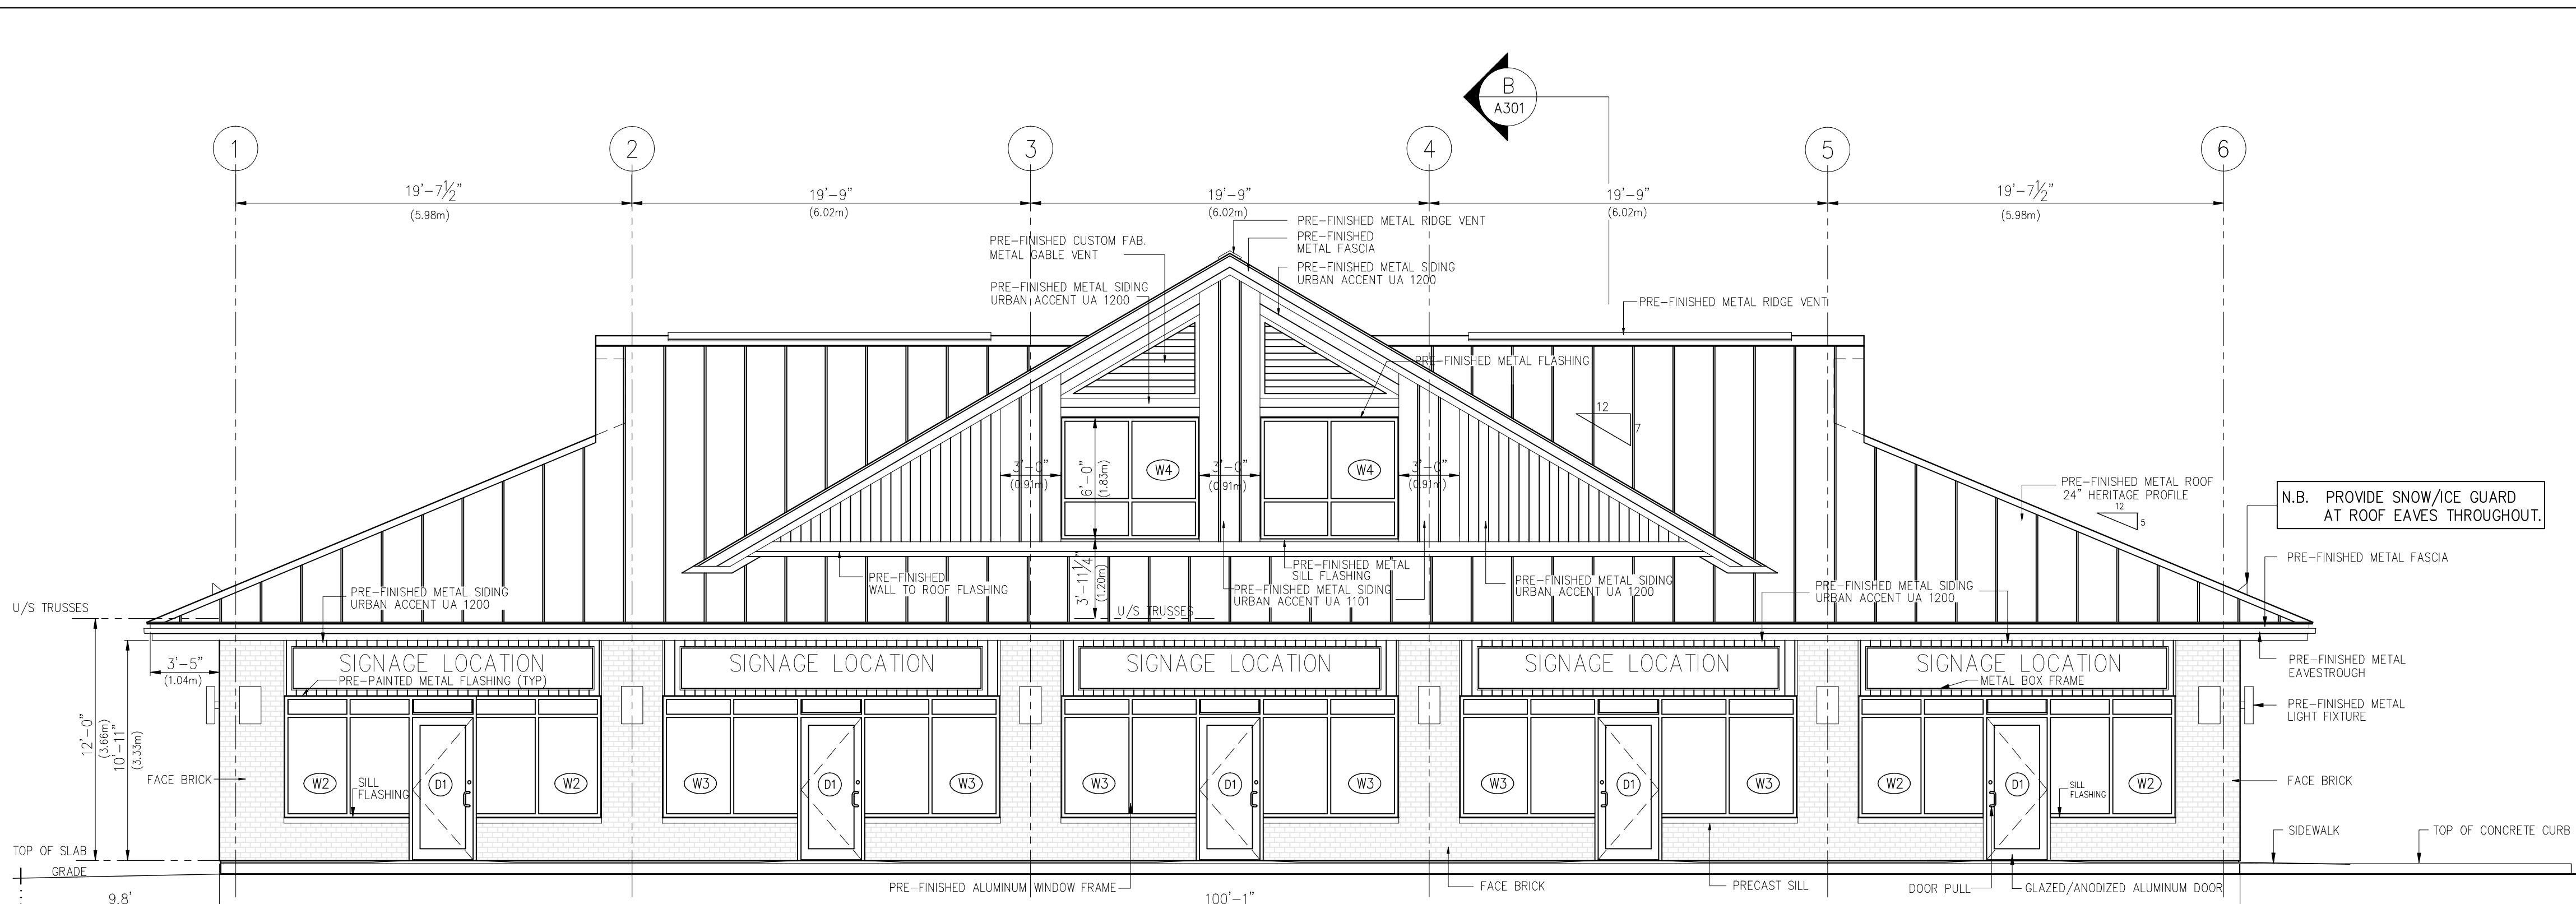 B
A301
1
2
3
4
5
6
19'-7½"
(5.98m)
19'-9"
(6.02m)
19'-9"
(6.02m)
19'-9"
(6.02m)
19'-7½"
(5.98m)
PRE-FINISHED METAL RIDGE VENT
PRE-FINISHED
METAL FASCIA
PRE-FINISHED CUSTOM FAB.
METAL GABLE VENT
PRE-FINISHED METAL SIDING
URBAN ACCENT UA 1200
PRE-FINISHED METAL SIDING
URBAN ACCENT UA 1200
PRE-FINISHED METAL RIDGE VENT
PRE-FINISHED METAL FLASHING
12
7
W4
W4
3'-0"
(0.91m)
6'-0"
(1.83m)
3'-0"
(0.91m)
3'-0"
(0.91m)
PRE-FINISHED METAL ROOF
24" HERITAGE PROFILE
12
5
N.B. PROVIDE SNOW/ICE GUARD
AT ROOF EAVES THROUGHOUT.
PRE-FINISHED METAL FASCIA
3'-11¼"
(1.20m)
PRE-FINISHED
WALL TO ROOF FLASHING
PRE-FINISHED METAL
SILL FLASHING
PRE-FINISHED METAL SIDING
URBAN ACCENT UA 1101
PRE-FINISHED METAL SIDING
URBAN ACCENT UA 1200
PRE-FINISHED METAL SIDING
URBAN ACCENT UA 1200
PRE-FINISHED METAL SIDING
URBAN ACCENT UA 1200
U/S TRUSSES
U/S TRUSSES
3'-5"
(1.04m)
SIGNAGE LOCATION
SIGNAGE LOCATION
SIGNAGE LOCATION
SIGNAGE LOCATION
SIGNAGE LOCATION
PRE-PAINTED METAL FLASHING (TYP)
METAL BOX FRAME
PRE-FINISHED METAL
EAVESTROUGH
PRE-FINISHED METAL
LIGHT FIXTURE
12'-0"
(3.66m)
10'-11"
(3.33m)
FACE BRICK
W2
SILL
FLASHING
D1
W2
W3
D1
W3
W3
D1
W3
W3
D1
W3
W2
D1
SILL
FLASHING
W2
FACE BRICK
SIDEWALK
TOP OF CONCRETE CURB
TOP OF SLAB
GRADE
PRE-FINISHED ALUMINUM WINDOW FRAME
FACE BRICK
PRECAST SILL
DOOR PULL
GLAZED/ANODIZED ALUMINUM DOOR
9.8'
100'-1"